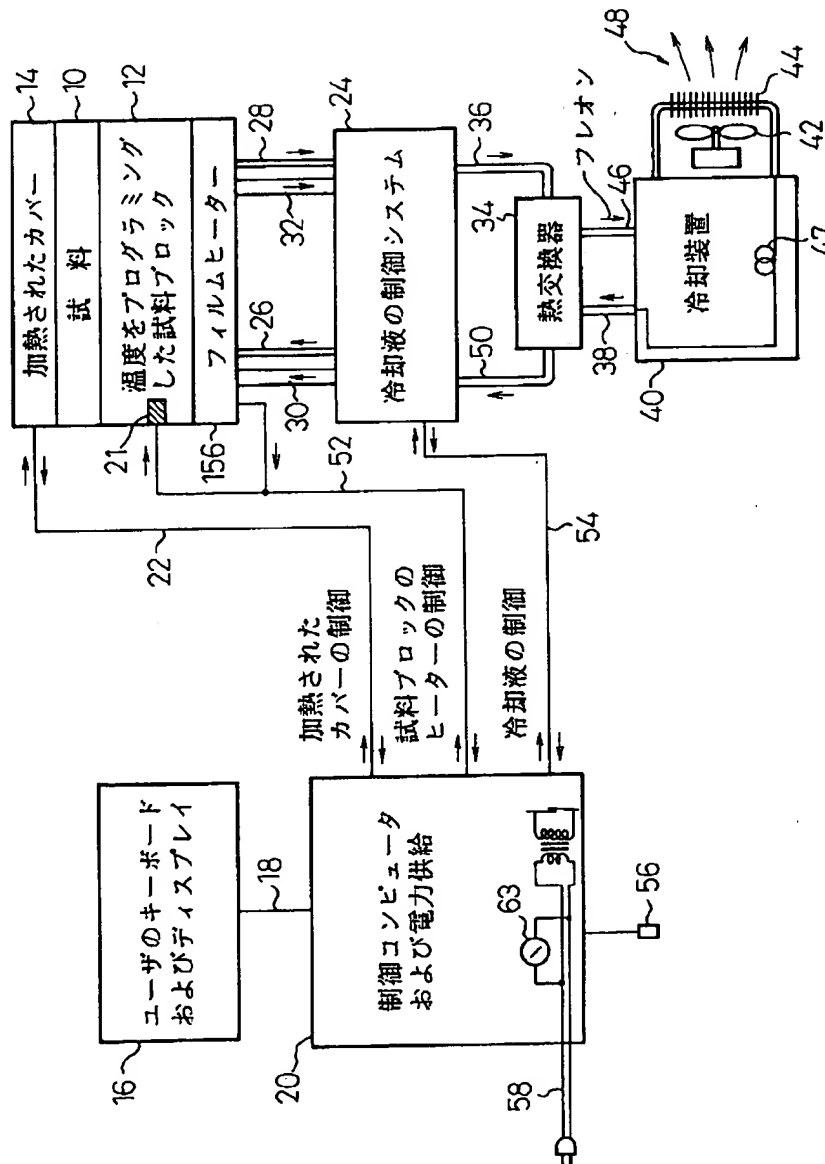 16
ユーザのキーボード
およびディスプレイ
18
20
制御コンピュータ
および電力供給
63
58
56
加熱された
カバーの制御
試料ブロックの
ヒーターの制御
冷却液の制御
22
52
54
14
加熱されたカバー
10
試料
12
温度をプログラミング
した試料ブロック
21
フィルムヒーター
156
28
32
26
30
24
冷却液の制御システム
36
50
34
熱交換器
フレオン
46
38
40
冷却装置
42
44
48